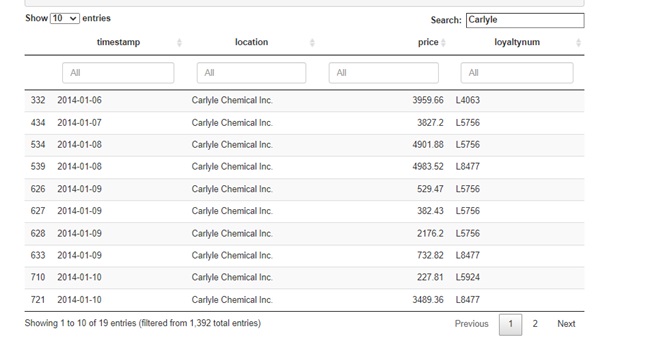 Show 10 entries Search: Carlyle
timestamp location price loyaltynum
All All All All
332 2014-01-06 Carlyle Chemical Inc. 3959.66 L4063
434 2014-01-07 Carlyle Chemical Inc. 3827.2 L5756
534 2014-01-08 Carlyle Chemical Inc. 4901.88 L5756
539 2014-01-08 Carlyle Chemical Inc. 4983.52 L8477
626 2014-01-09 Carlyle Chemical Inc. 529.47 L5756
627 2014-01-09 Carlyle Chemical Inc. 382.43 L5756
628 2014-01-09 Carlyle Chemical Inc. 2176.2 L5756
633 2014-01-09 Carlyle Chemical Inc. 732.82 L8477
710 2014-01-10 Carlyle Chemical Inc. 227.81 L5924
721 2014-01-10 Carlyle Chemical Inc. 3489.36 L8477
Showing 1 to 10 of 19 entries (filtered from 1,392 total entries) Previous 1 2 Next